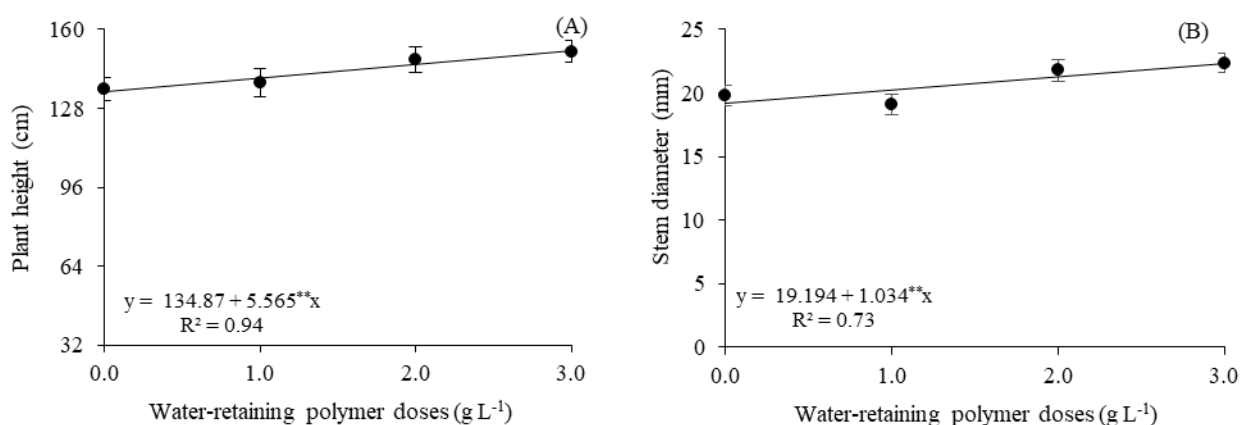 (A)
Plant height (cm)
160
128
96
64
32
y = 134.87 + 5.565**x
R² = 0.94
0.0 1.0 2.0 3.0
Water-retaining polymer doses (g L⁻¹)
(B)
Stem diameter (mm)
25
20
15
10
5
0
y = 19.194 + 1.034**x
R² = 0.73
0.0 1.0 2.0 3.0
Water-retaining polymer doses (g L⁻¹)